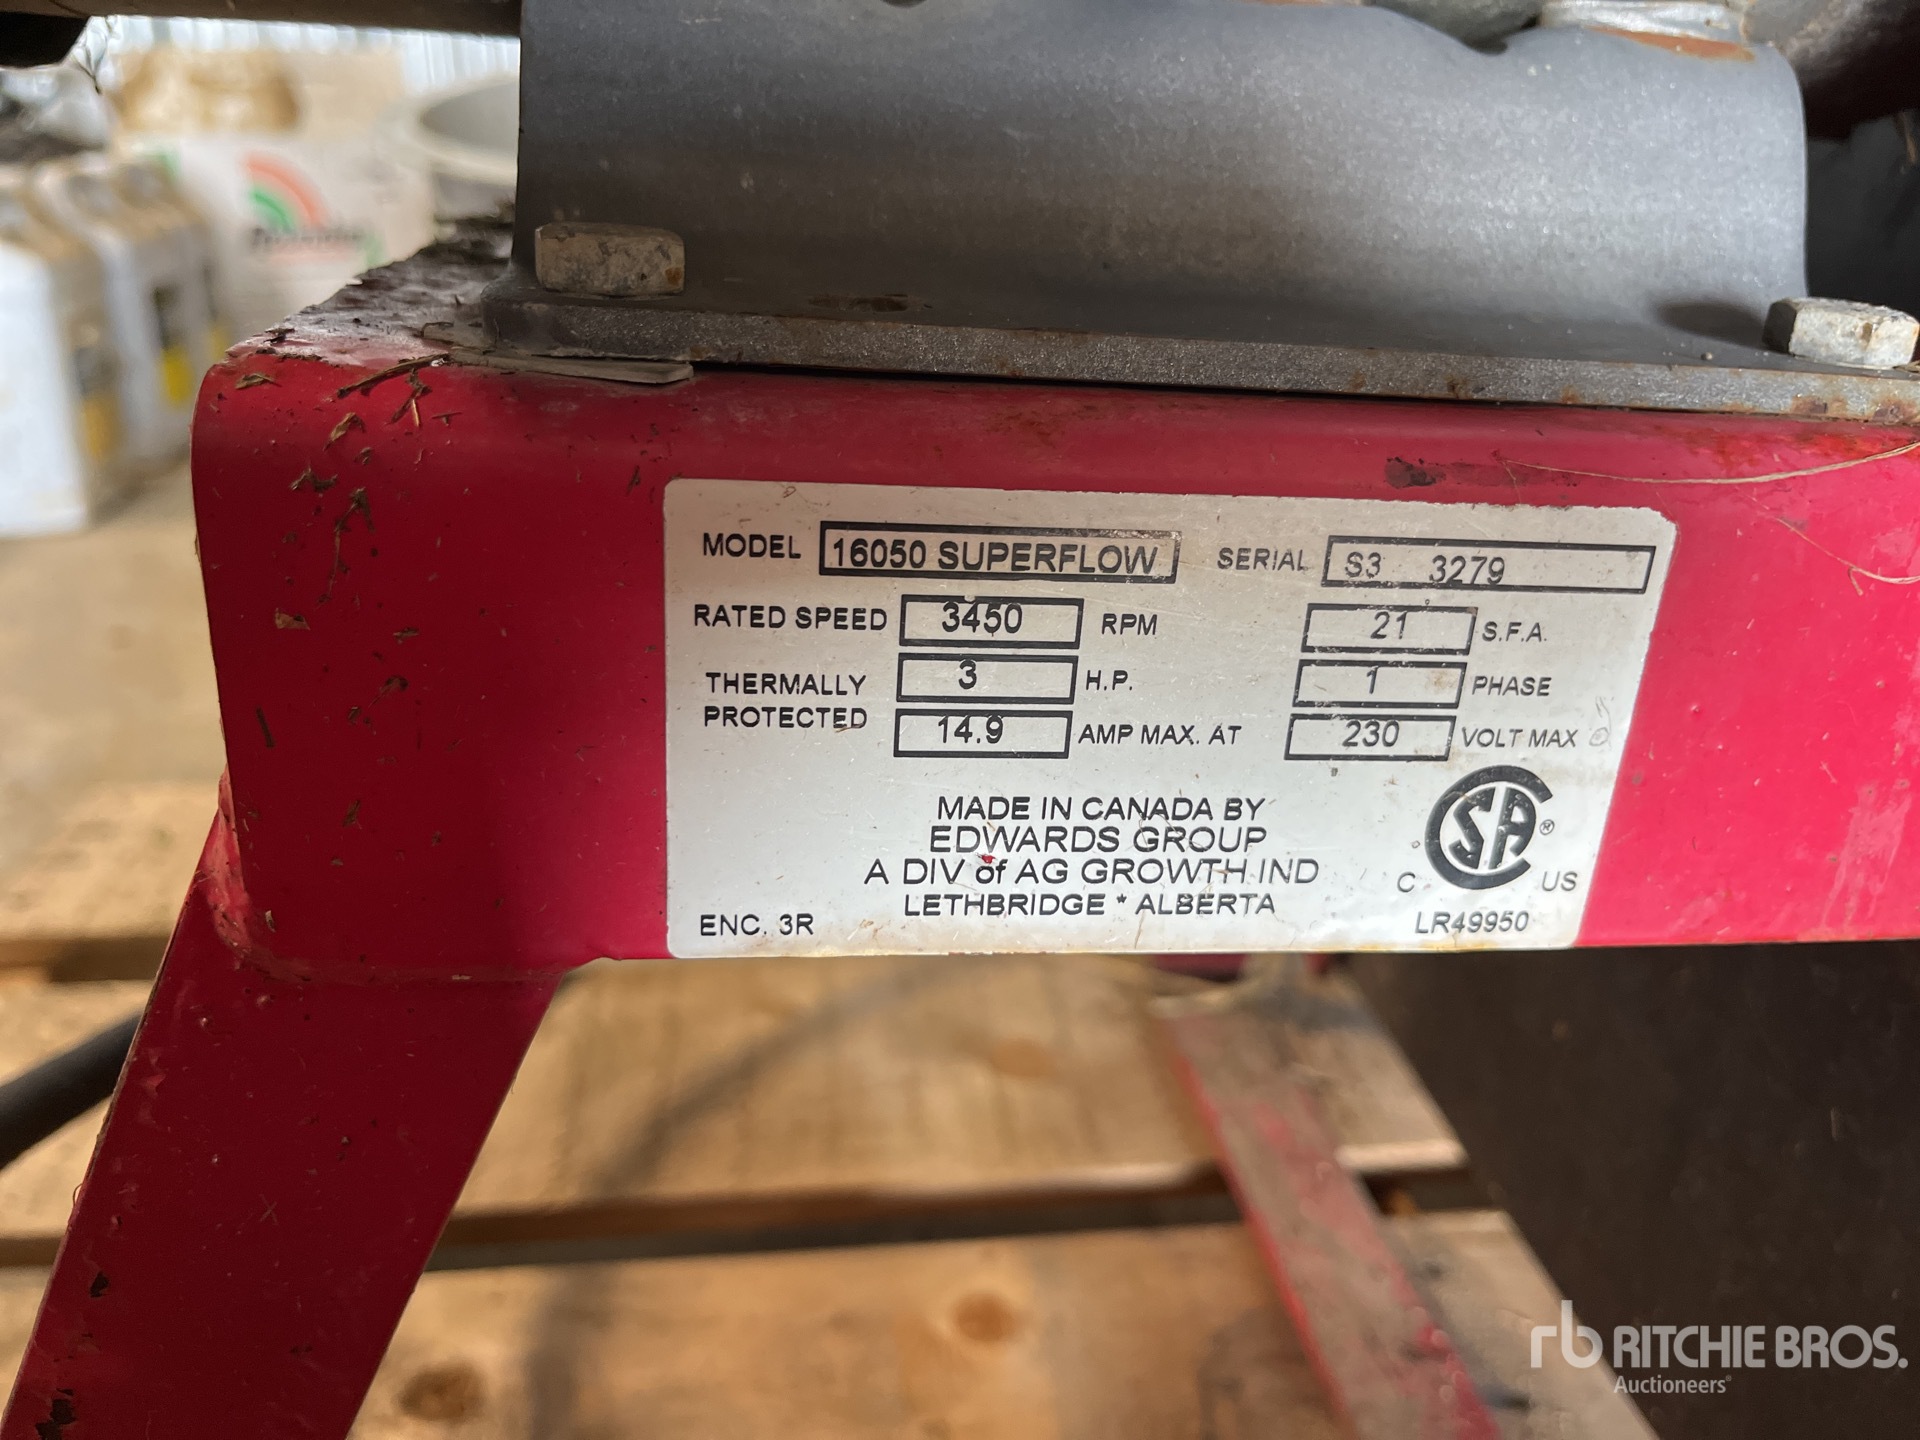 MODEL 16050 SUPERFLOW SERIAL S3 3279
RATED SPEED 3450 RPM 21 S.F.A.
THERMALLY PROTECTED 3 H.P. 1 PHASE
14.9 AMP MAX. AT 230 VOLT MAX
MADE IN CANADA BY
EDWARDS GROUP
A DIV of AG GROWTH IND
LETHBRIDGE * ALBERTA
ENC. 3R
CSA ®
C US
LR49950
rb RITCHIE BROS.
Auctioneers®